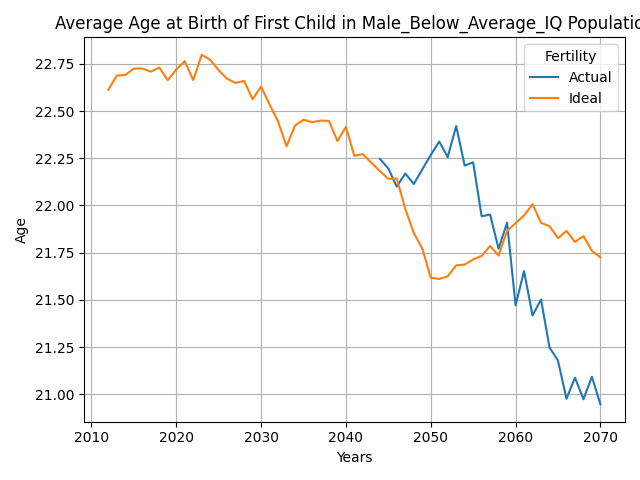 Average Age at Birth of First Child in Male_Below_Average_IQ Populatio
Fertility
Actual
Ideal
22.75
22.50
22.25
22.00
21.75
21.50
21.25
21.00
Age
2010 2020 2030 2040 2050 2060 2070
Years